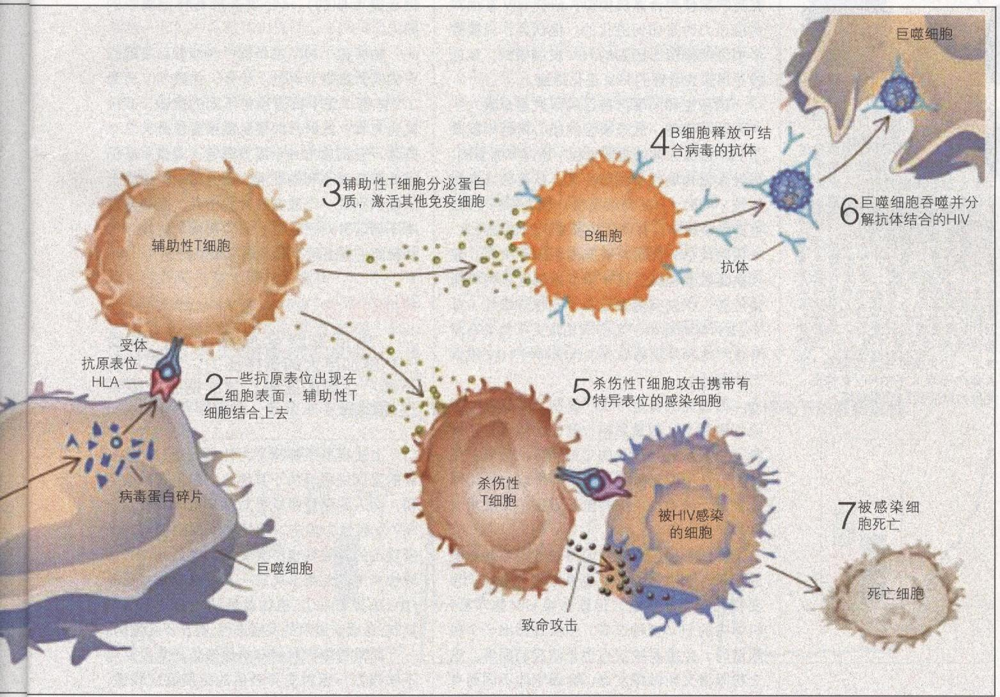 巨噬细胞
4 B细胞释放可结
合病毒的抗体
3 辅助性T细胞分泌蛋白
质，激活其他免疫细胞
6 巨噬细胞吞噬并分
解抗体结合的HIV
辅助性T细胞
B细胞
抗体
受体
抗原表位
HLA
2 一些抗原表位出现在
细胞表面，辅助性T
细胞结合上去
5 杀伤性T细胞攻击携带有
特异表位的感染细胞
病毒蛋白碎片
杀伤性
T细胞
被HIV感染
的细胞
7 被感染细
胞死亡
巨噬细胞
死亡细胞
致命攻击